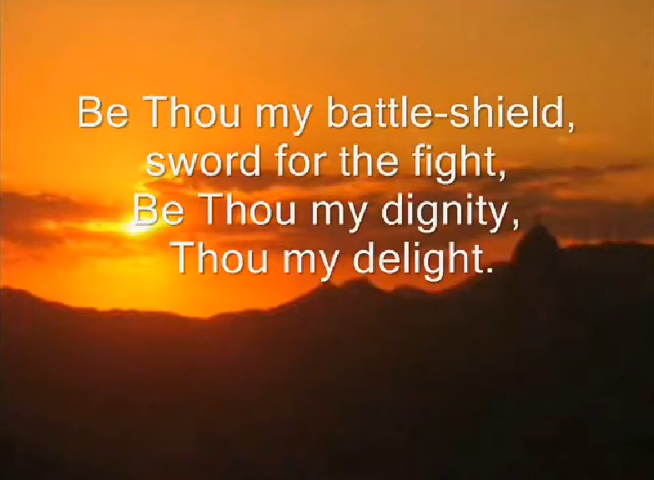 Be Thou my battle-shield,
sword for the fight,
Be Thou my dignity,
Thou my delight.